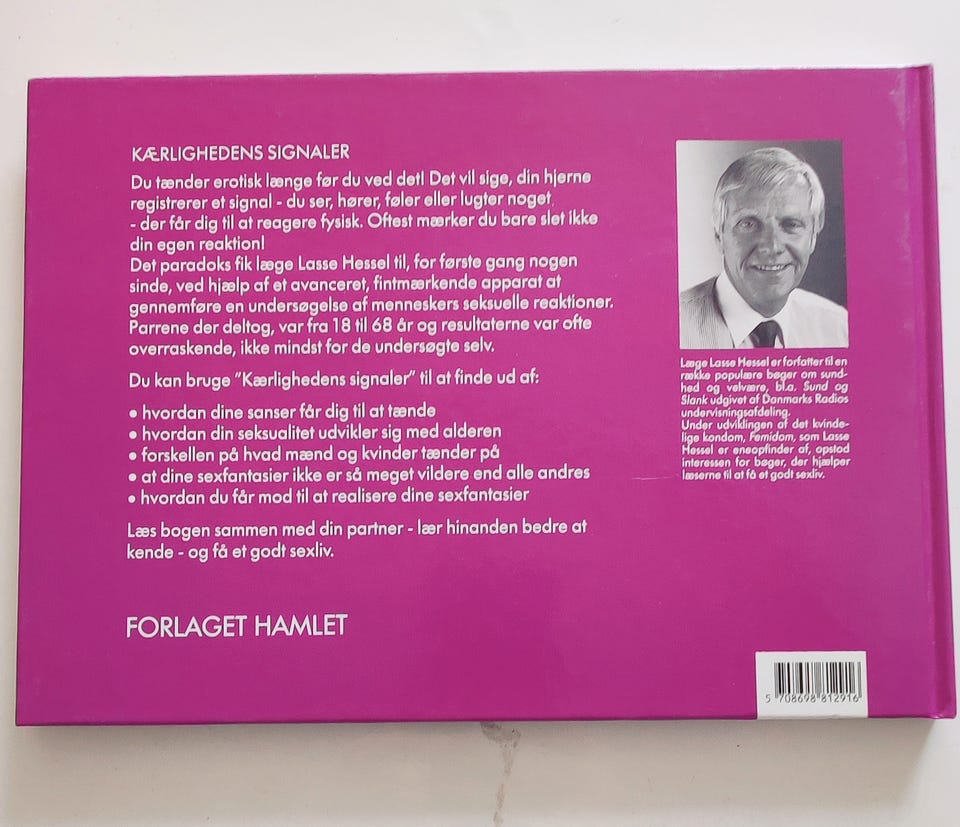 KÆRLIGHEDENS SIGNALER
Du tænder erotisk længe før du ved det! Det vil sige, din hjerne
registrerer et signal - du ser, hører, føler eller lugter noget
- der får dig til at reagere fysisk. Oftest mærker du bare slet ikke
din egen reaktion!
Det paradoks fik læge Lasse Hessel til, for første gang nogen
sinde, ved hjælp af et avanceret, fintmærkende apparat at
gennemføre en undersøgelse af menneskers seksuelle reaktioner.
Parrene der deltog, var fra 18 til 68 år og resultaterne var ofte
overraskende, ikke mindst for de undersøgte selv.
Du kan bruge "Kærlighedens signaler" til at finde ud af:
• hvordan dine sanser får dig til at tænde
• hvordan din seksualitet udvikler sig med alderen
• forskellen på hvad mænd og kvinder tænder på
• at dine sexfantasier ikke er så meget vildere end alle andres
• hvordan du får mod til at realisere dine sexfantasier
Læs bogen sammen med din partner - lær hinanden bedre at
kende - og få et godt sexliv.
FORLAGET HAMLET
Læge Lasse Hessel er forfatter til en
række populære bøger om sund-
hed og velvære, bl.a. Sund og
Slank udgivet af Danmarks Radios
undervisningsafdeling.
Under udviklingen af det kvinde-
lige kondom, Femidom, som Lasse
Hessel er eneopfinder af, opstod
interessen for bøger, der hjælper
læserne til at få et godt sexliv.
5 708698 812916